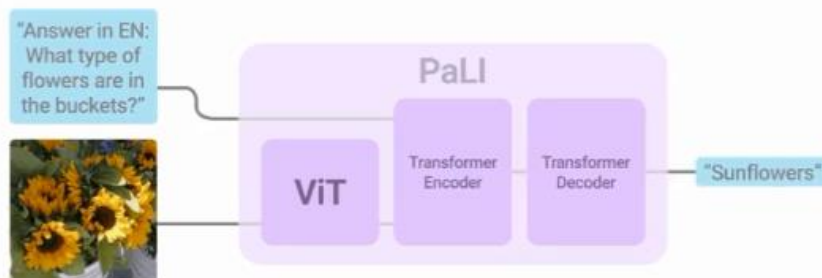 "Answer in EN:
What type of
flowers are in
the buckets?"
PaLI
ViT
Transformer
Encoder
Transformer
Decoder
"Sunflowers"